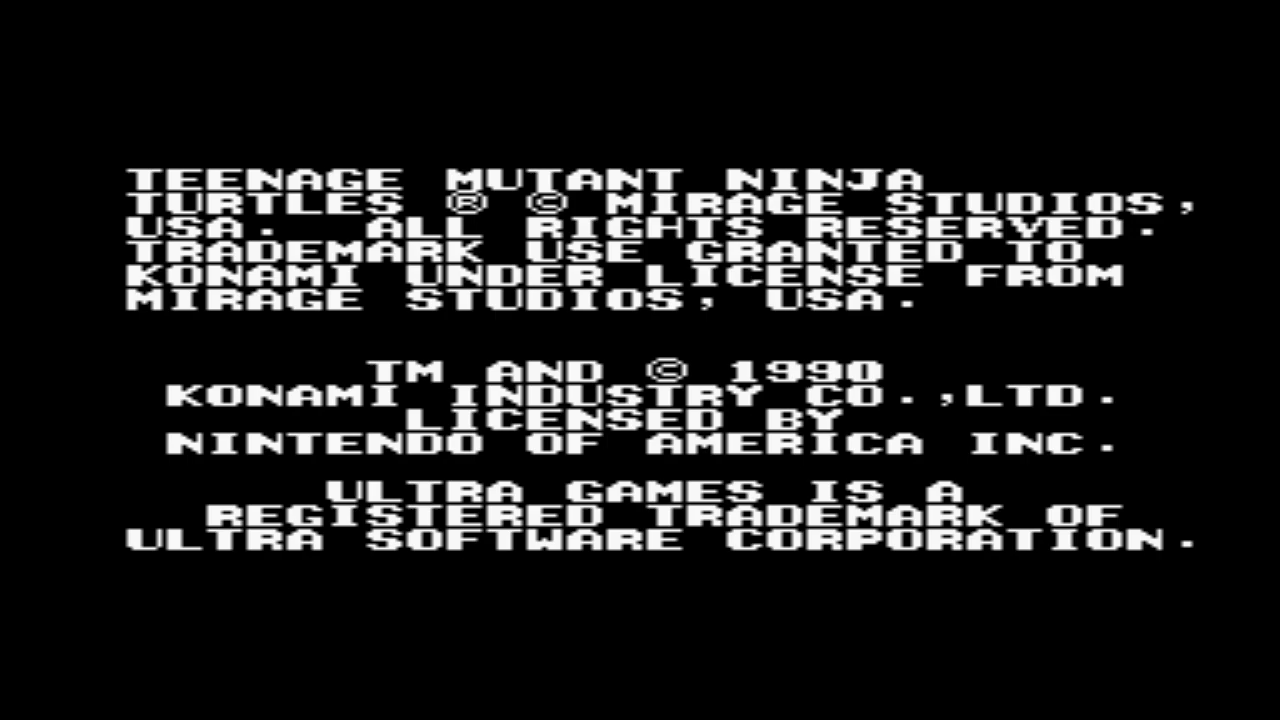 TEENAGE MUTANT NINJA
TURTLES ® © MIRAGE STUDIOS,
USA. ALL RIGHTS RESERVED.
TRADEMARK USE GRANTED TO
KONAMI UNDER LICENSE FROM
MIRAGE STUDIOS, USA.
TM AND © 1990
KONAMI INDUSTRY CO.,LTD.
LICENSED BY
NINTENDO OF AMERICA INC.
ULTRA GAMES IS A
REGISTERED TRADEMARK OF
ULTRA SOFTWARE CORPORATION.